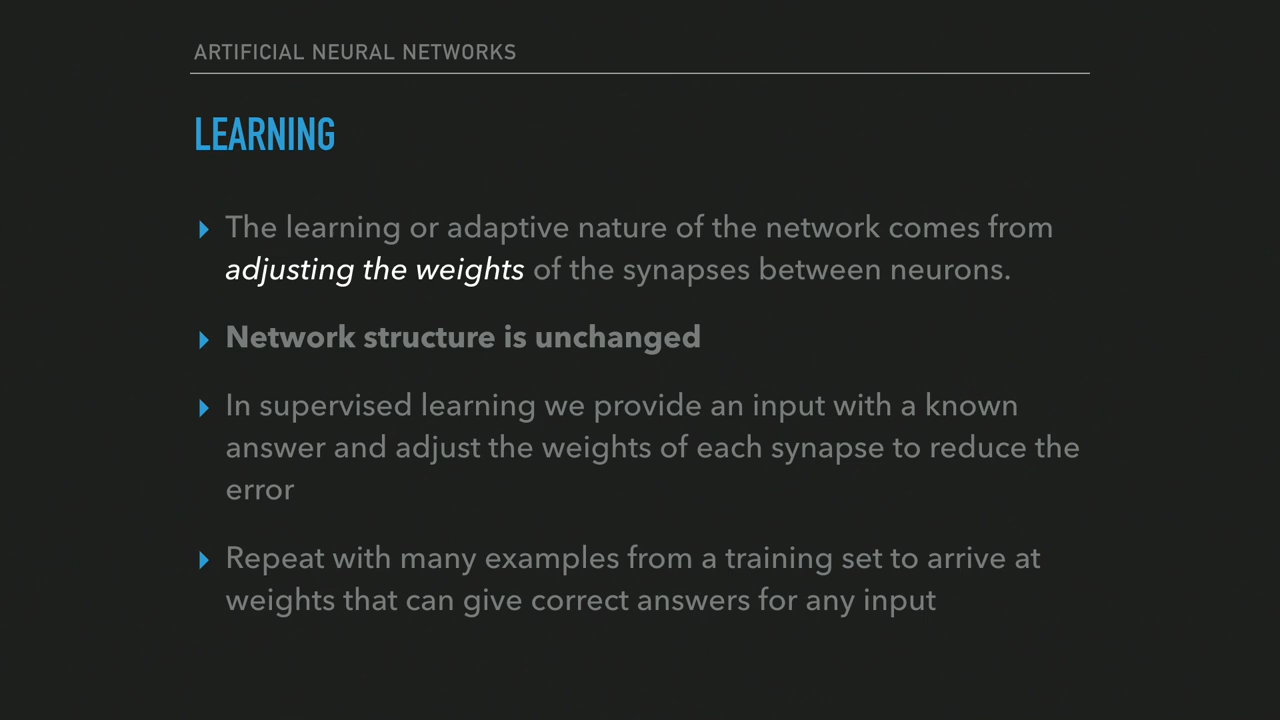 ARTIFICIAL NEURAL NETWORKS
LEARNING
The learning or adaptive nature of the network comes from
adjusting the weights of the synapses between neurons.
Network structure is unchanged
In supervised learning we provide an input with a known
answer and adjust the weights of each synapse to reduce the
error
Repeat with many examples from a training set to arrive at
weights that can give correct answers for any input